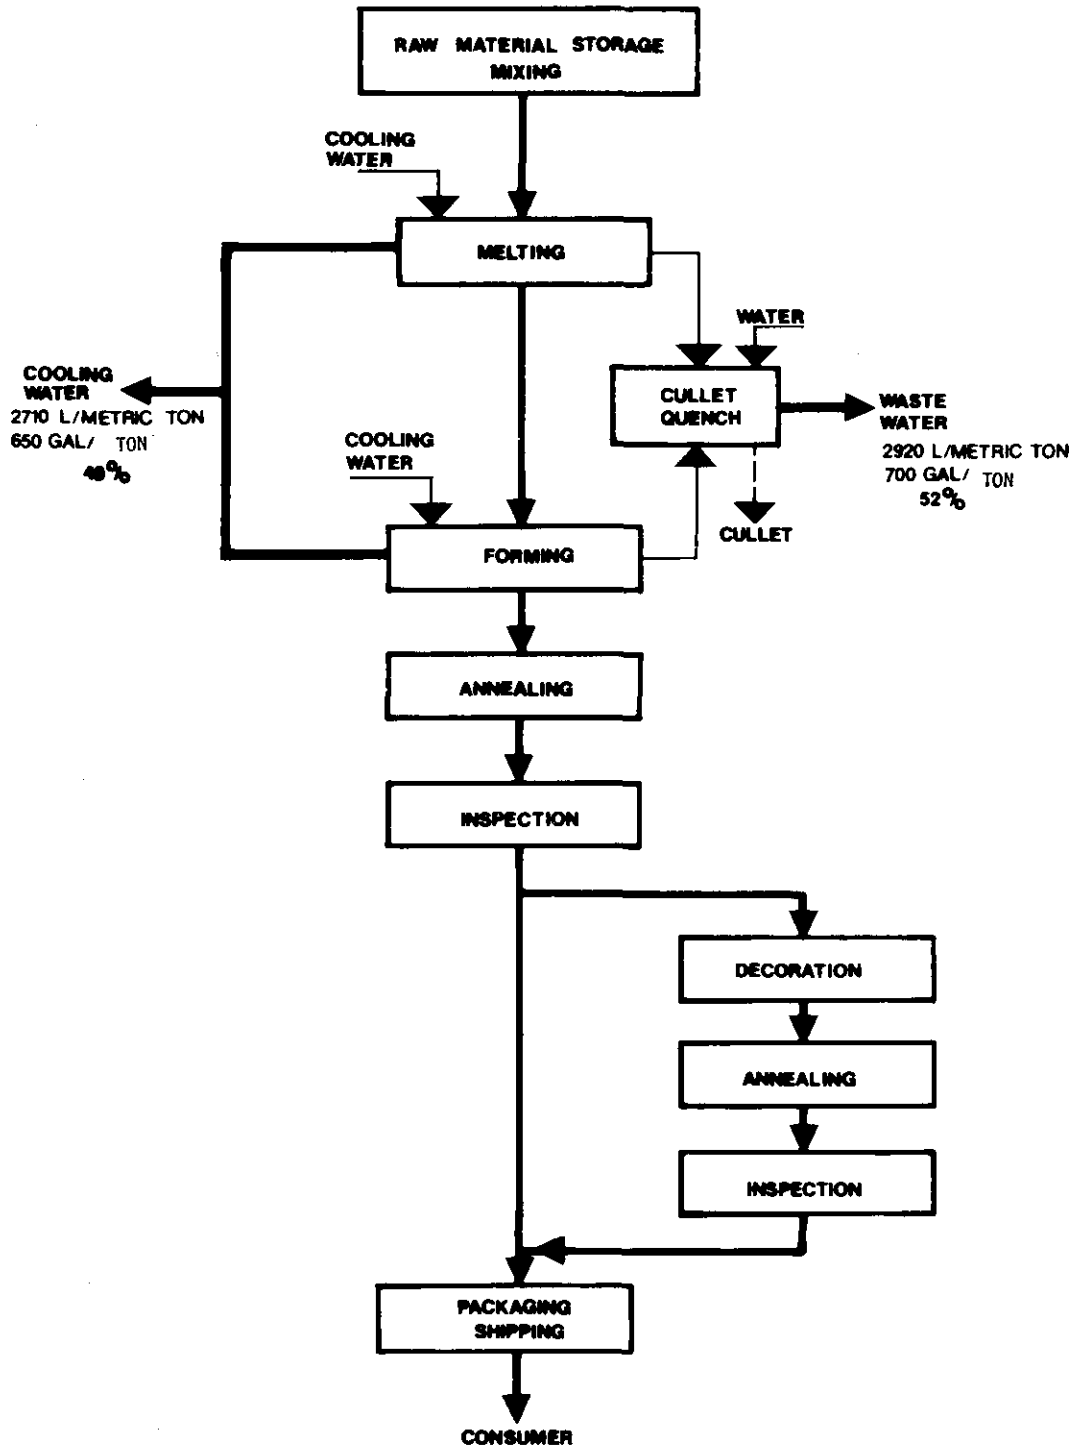 RAW MATERIAL STORAGE
MIXING
COOLING
WATER
MELTING
WATER
COOLING
WATER
2710 L/METRIC TON
650 GAL/ TON
48%
CULLET
QUENCH
WASTE
WATER
2920 L/METRIC TON
700 GAL/ TON
52%
COOLING
WATER
CULLET
FORMING
ANNEALING
INSPECTION
DECORATION
ANNEALING
INSPECTION
PACKAGING
SHIPPING
CONSUMER